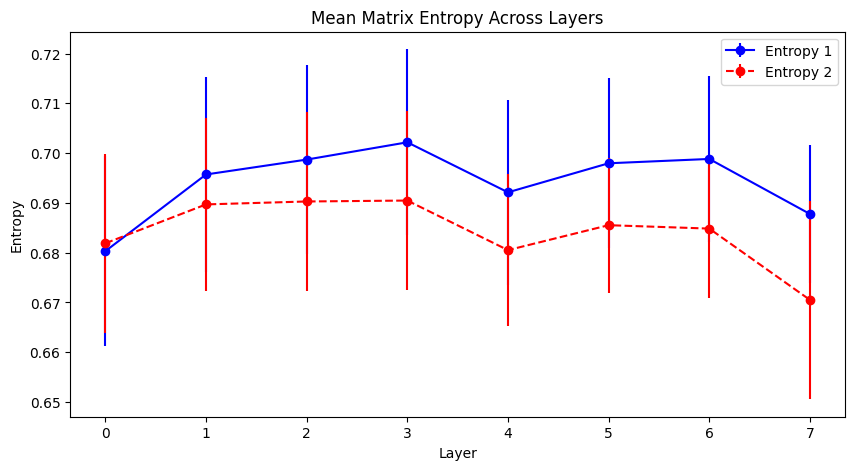 Mean Matrix Entropy Across Layers
Entropy 1
Entropy 2
Entropy
0.72
0.71
0.70
0.69
0.68
0.67
0.66
0.65
0 1 2 3 4 5 6 7
Layer